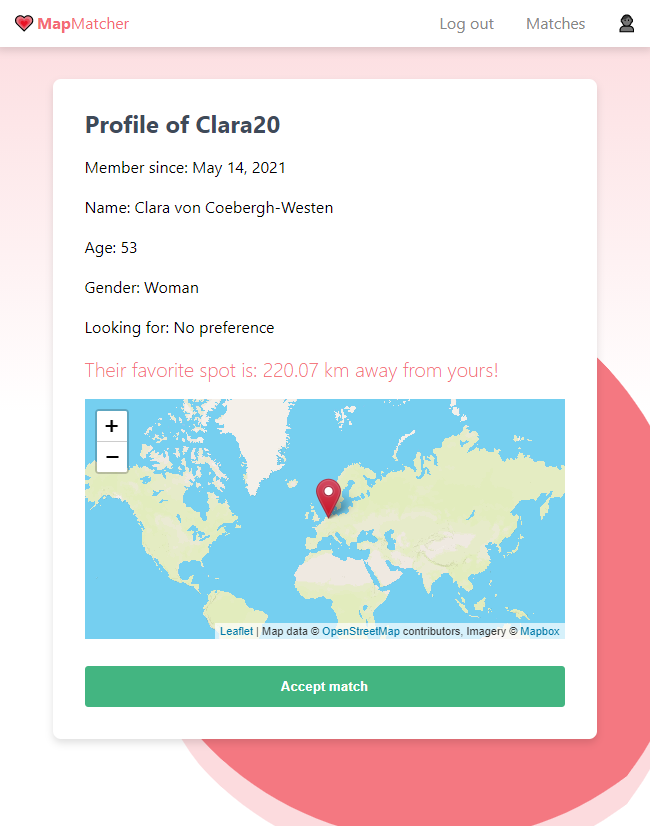 MapMatcher
Log out
Matches
Profile of Clara20
Member since: May 14, 2021
Name: Clara von Coebergh-Westen
Age: 53
Gender: Woman
Looking for: No preference
Their favorite spot is: 220.07 km away from yours!
+
−
Leaflet | Map data © OpenStreetMap contributors, Imagery © Mapbox
Accept match